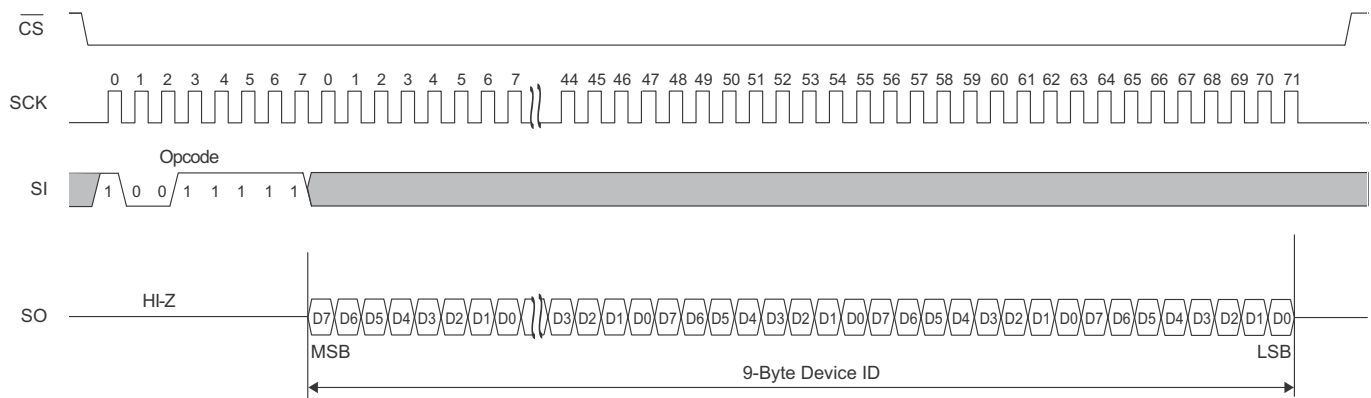 CS
0 1 2 3 4 5 6 7 0 1 2 3 4 5 6 7 44 45 46 47 48 49 50 51 52 53 54 55 56 57 58 59 60 61 62 63 64 65 66 67 68 69 70 71
SCK
Opcode
SI 1 0 0 1 1 1 1 1
HI-Z
SO D7 D6 D5 D4 D3 D2 D1 D0 D3 D2 D1 D0 D7 D6 D5 D4 D3 D2 D1 D0 D7 D6 D5 D4 D3 D2 D1 D0 D7 D6 D5 D4 D3 D2 D1 D0
MSB LSB
9-Byte Device ID